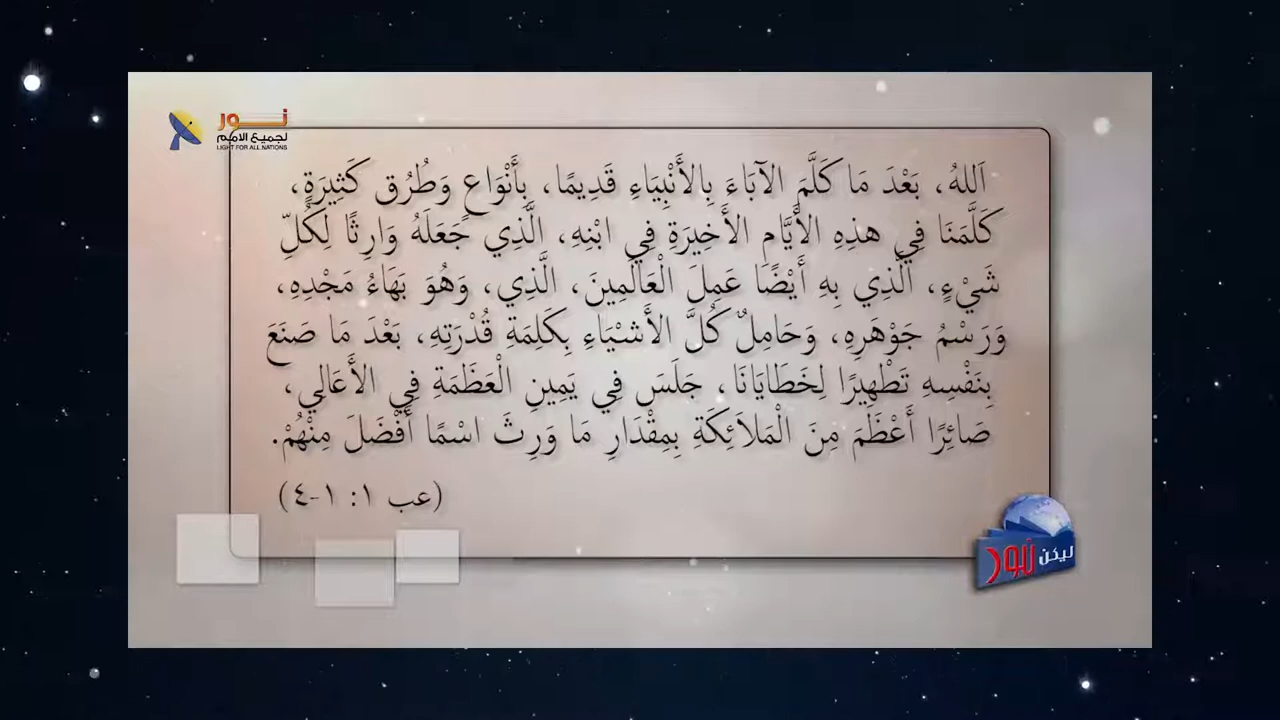 نور
لجميع الامم
LIGHT FOR ALL NATIONS
اَللهُ، بَعْدَ مَا كَلَّمَ الآبَاءَ بِالأَنْبِيَاءِ قَدِيمًا، بِأَنْوَاعٍ وَطُرُق كَثِيرَةٍ،
كَلَّمَنَا فِي هذِهِ الأَيَّامِ الأَخِيرَةِ فِي ابْنِهِ، الَّذِي جَعَلَهُ وَارِثًا لِكُلِّ
شَيْءٍ، الَّذِي بِهِ أَيْضًا عَمِلَ الْعَالَمِينَ، الَّذِي، وَهُوَ بَهَاءُ مَجْدِهِ،
وَرَسْمُ جَوْهَرِهِ، وَحَامِلٌ كُلَّ الأَشْيَاءِ بِكَلِمَةِ قُدْرَتِهِ، بَعْدَ مَا صَنَعَ
بِنَفْسِهِ تَطْهِيرًا لِخَطَايَانَا، جَلَسَ فِي يَمِينِ الْعَظَمَةِ فِي الأَعَالِي،
صَائِرًا أَعْظَمَ مِنَ الْمَلاَئِكَةِ بِمِقْدَارِ مَا وَرِثَ اسْمًا أَفْضَلَ مِنْهُمْ.
(عب ١: ١-٤)
ليكن نور